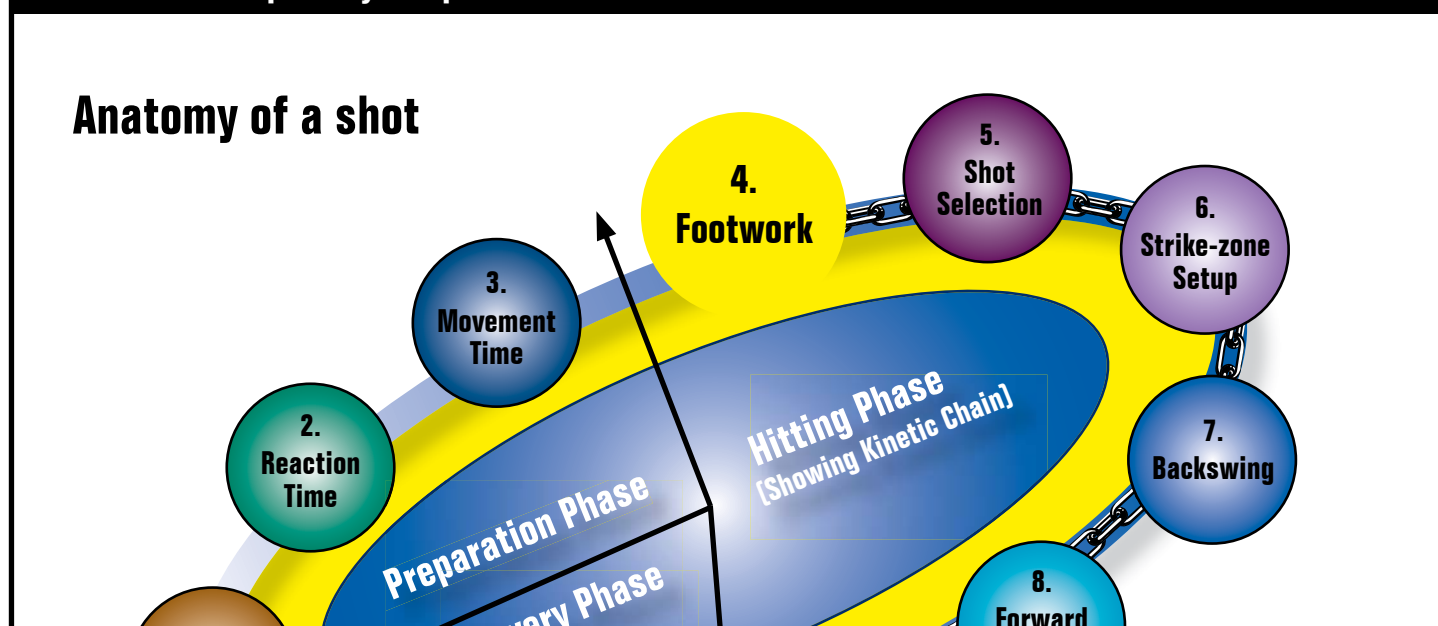 Anatomy of a shot
2.
Reaction
Time
3.
Movement
Time
4.
Footwork
5.
Shot
Selection
6.
Strike-zone
Setup
7.
Backswing
8.
Forward
Hitting Phase
[Showing Kinetic Chain]
Preparation Phase
Phase